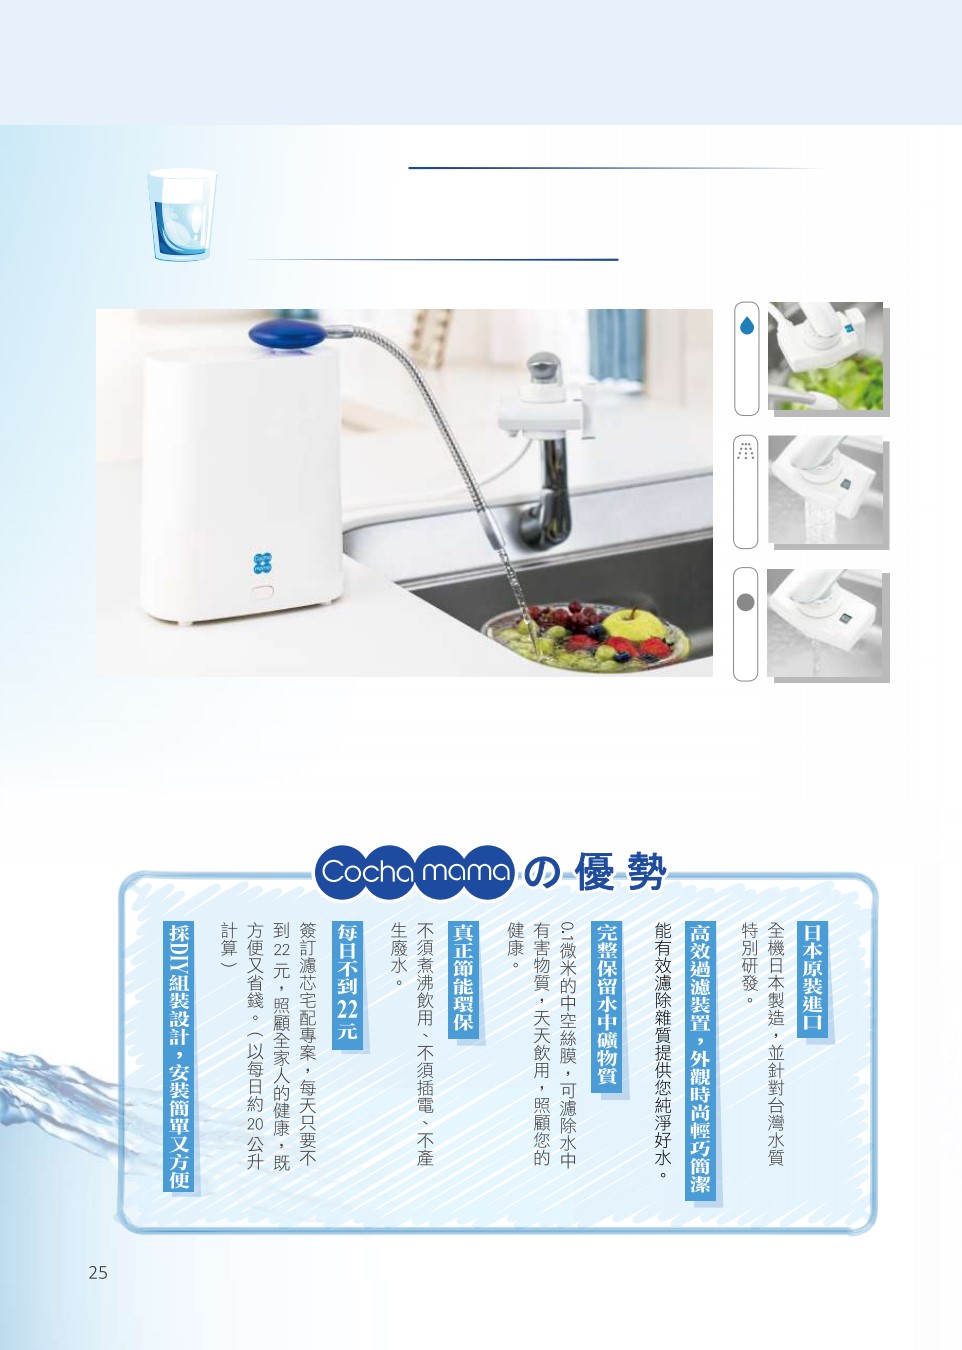 Cocha
mama
Cocha mamaの優勢
日本原裝進口
全機日本製造，並針對台灣水質
特別研發。
高效過濾裝置，外觀時尚輕巧簡潔
能有效濾除雜質提供您純淨好水。
完整保留水中礦物質
0.1微米的中空絲膜，可濾除水中
有害物質，天天飲用，照顧您的
健康。
真正節能環保
不須煮沸飲用、不須插電、不產
生廢水。
每日不到22元
簽訂濾芯宅配專案，每天只要不
到22元，照顧全家人的健康，既
方便又省錢。（以每日約20公升
計算）
採DIY組裝設計，安裝簡單又方便
25